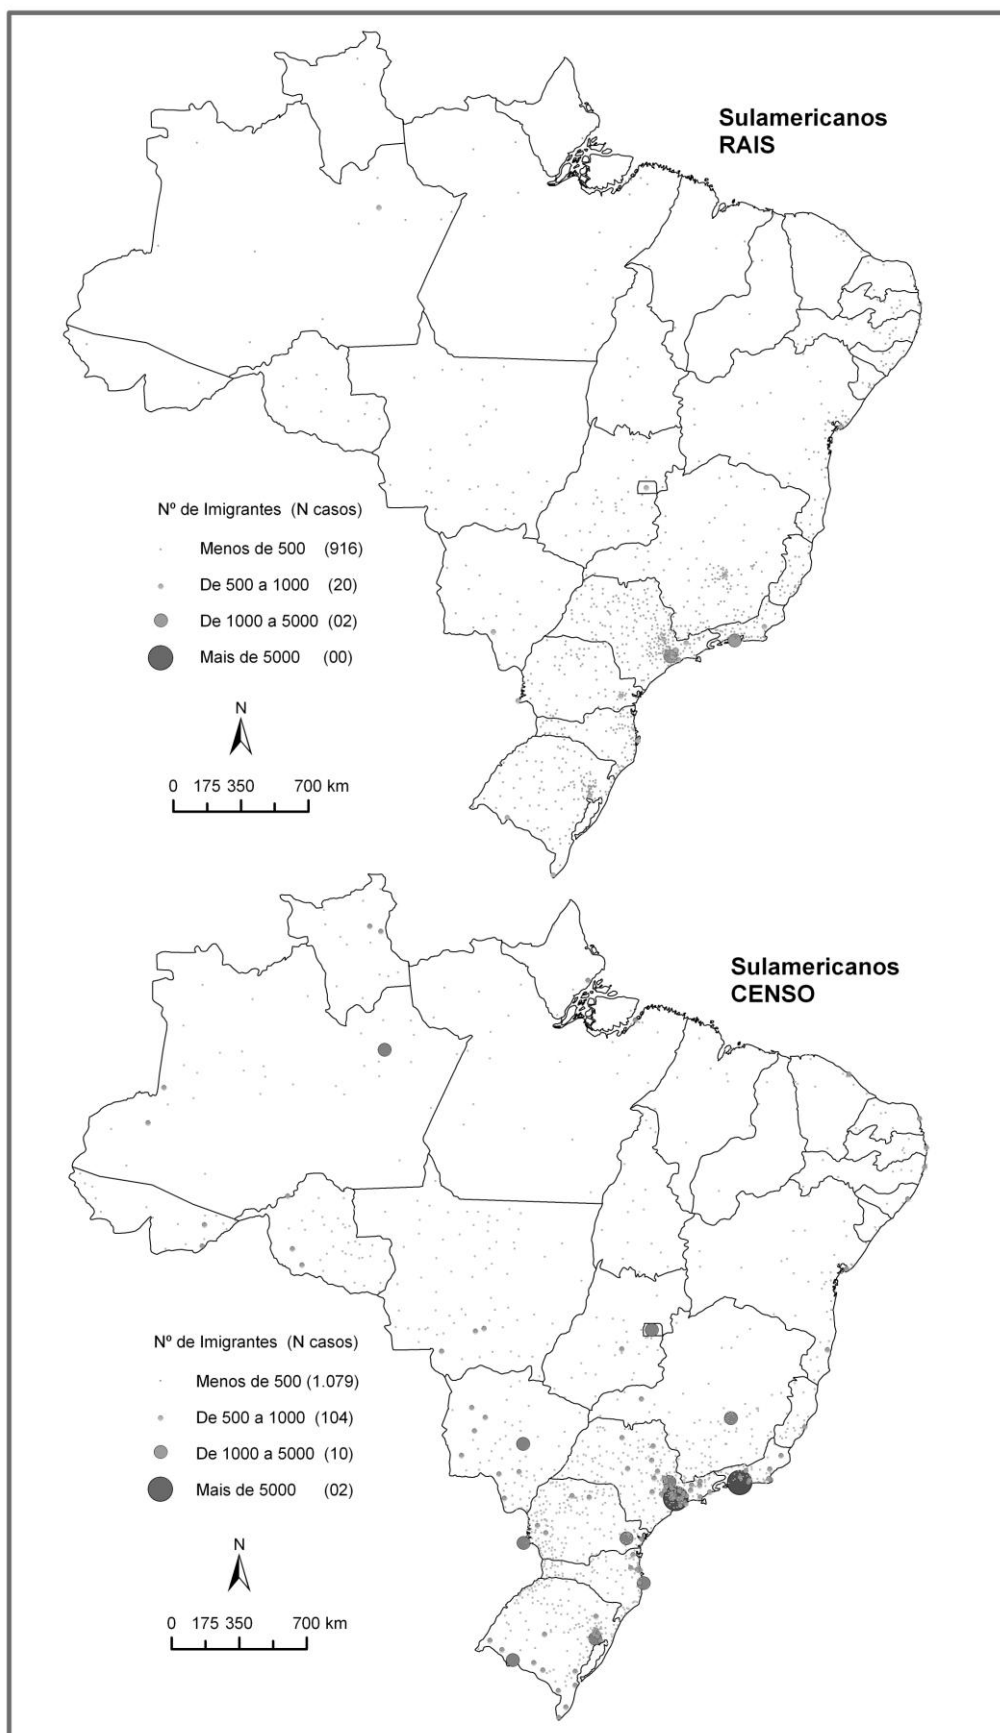 Sulamericanos
RAIS
Nº de Imigrantes (N casos)
Menos de 500 (916)
De 500 a 1000 (20)
De 1000 a 5000 (02)
Mais de 5000 (00)
N
0 175 350 700 km
Sulamericanos
CENSO
Nº de Imigrantes (N casos)
Menos de 500 (1.079)
De 500 a 1000 (104)
De 1000 a 5000 (10)
Mais de 5000 (02)
N
0 175 350 700 km